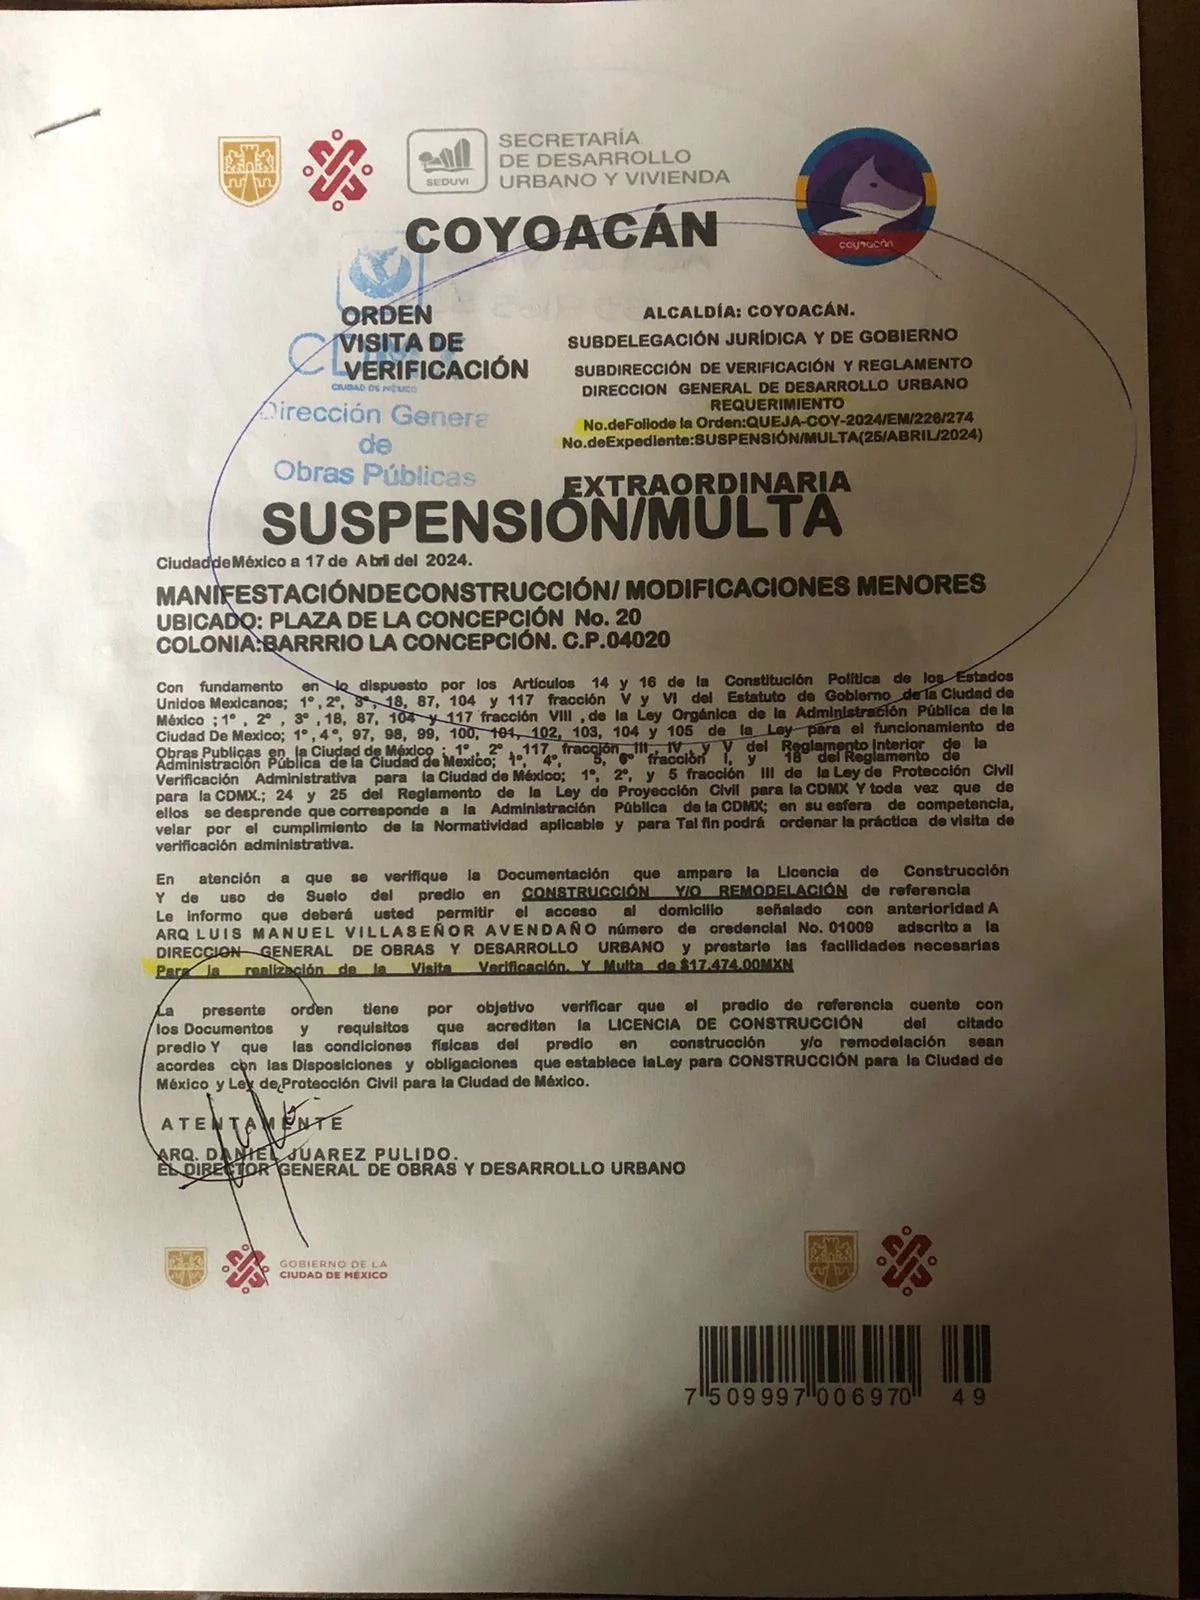 SECRETARÍA
DE DESARROLLO
URBANO Y VIVIENDA
SEDUVI
COYOACÁN
coyoacán
ORDEN
VISITA DE
VERIFICACIÓN
CIUDAD DE MÉXICO
Dirección Genera
de
Obras Públicas
ALCALDÍA: COYOACÁN.
SUBDELEGACIÓN JURÍDICA Y DE GOBIERNO
SUBDIRECCIÓN DE VERIFICACIÓN Y REGLAMENTO
DIRECCION GENERAL DE DESARROLLO URBANO
REQUERIMIENTO
No.deFoliode la Orden:QUEJA-COY-2024/EM/226/274
No.deExpediente:SUSPENSIÓN/MULTA(25/ABRIL/2024)
EXTRAORDINARIA
SUSPENSIÓN/MULTA
CiudaddeMéxico a 17 de Abril del 2024.
MANIFESTACIÓNDECONSTRUCCIÓN/ MODIFICACIONES MENORES
UBICADO: PLAZA DE LA CONCEPCIÓN No. 20
COLONIA:BARRRIO LA CONCEPCIÓN. C.P.04020
Con fundamento en lo dispuesto por los Artículos 14 y 16 de la Constitución Política de los Estados
Unidos Mexicanos; 1°, 2°, 3°, 18, 87, 104 y 117 fracción V y VI del Estatuto de Gobierno de la Ciudad de
México ; 1° , 2° , 3° ,18, 87, 104 y 117 fracción VIII , de la Ley Orgánica de la Administración Pública de la
Ciudad De Mexico; 1° ,4° , 97, 98, 99, 100, 101, 102, 103, 104 y 105 de la Ley para el funcionamiento de
Obras Publicas en la Ciudad de México ; 1° , 2° , 117 fracción III , IV y V del Reglamento Interior de la
Administración Pública de la Ciudad de Mexico; 1°, 4°, 5, 6° fracción I, y 18° del Reglamento de
Verificación Administrativa para la Ciudad de México; 1°, 2°, y 5 fracción III de la Ley de Protección Civil
para la CDMX.; 24 y 25 del Reglamento de la Ley de Proyección Civil para la CDMX Y toda vez que de
ellos se desprende que corresponde a la Administración Pública de la CDMX; en su esfera de competencia,
velar por el cumplimiento de la Normatividad aplicable y para Tal fin podrá ordenar la práctica de visita de
verificación administrativa.
En atención a que se verifique la Documentación que ampare la Licencia de Construcción
Y de uso de Suelo del predio en CONSTRUCCIÓN Y/O REMODELACIÓN de referencia
Le informo que deberá usted permitir el acceso al domicilio señalado con anterioridad A
ARQ LUIS MANUEL VILLASEÑOR AVENDAÑO número de credencial No. 01009 adscrito a la
DIRECCION GENERAL DE OBRAS Y DESARROLLO URBANO y prestarle las facilidades necesarias
Para la realización de la Visita Verificación. Y Multa de $17.474.00MXN
La presente orden tiene por objetivo verificar que el predio de referencia cuente con
los Documentos y requisitos que acrediten la LICENCIA DE CONSTRUCCIÓN del citado
predio Y que las condiciones físicas del predio en construcción y/o remodelación sean
acordes con las Disposiciones y obligaciones que establece laLey para CONSTRUCCIÓN para la Ciudad de
México y Ley de Protección Civil para la Ciudad de México.
ATENTAMENTE
ARQ. DANIEL JUAREZ PULIDO.
EL DIRECTOR GENERAL DE OBRAS Y DESARROLLO URBANO
GOBIERNO DE LA
CIUDAD DE MÉXICO
7 509997 006970 49